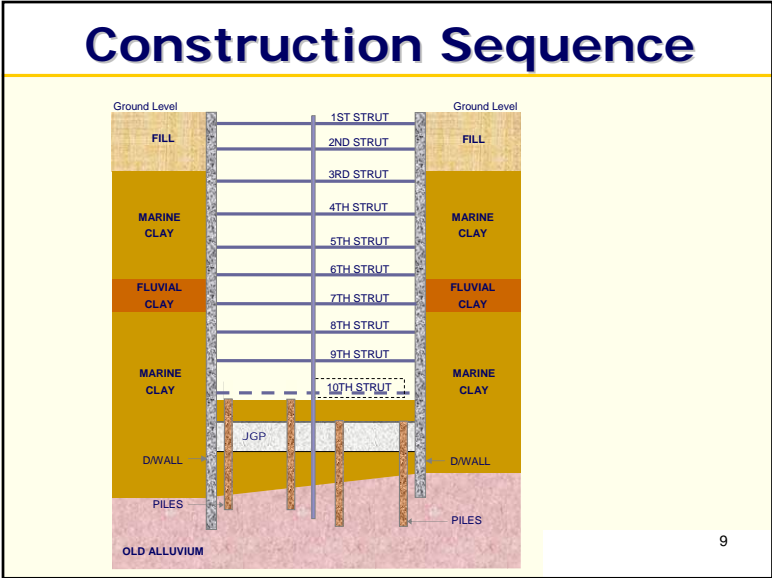 Construction Sequence
Ground Level
Ground Level
1ST STRUT
FILL
2ND STRUT
FILL
3RD STRUT
MARINE
CLAY
4TH STRUT
MARINE
CLAY
5TH STRUT
6TH STRUT
FLUVIAL
CLAY
7TH STRUT
FLUVIAL
CLAY
8TH STRUT
9TH STRUT
MARINE
CLAY
10TH STRUT
MARINE
CLAY
JGP
D/WALL
D/WALL
PILES
PILES
OLD ALLUVIUM
9